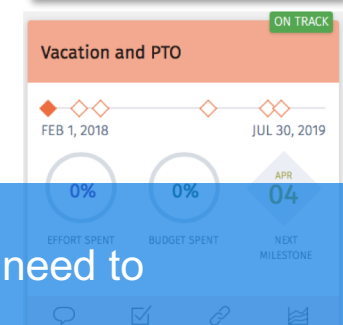 ON TRACK
Vacation and PTO
FEB 1, 2018 JUL 30, 2019
0% 0% APR 04
EFFORT SPENT BUDGET SPENT NEXT MILESTONE
need to